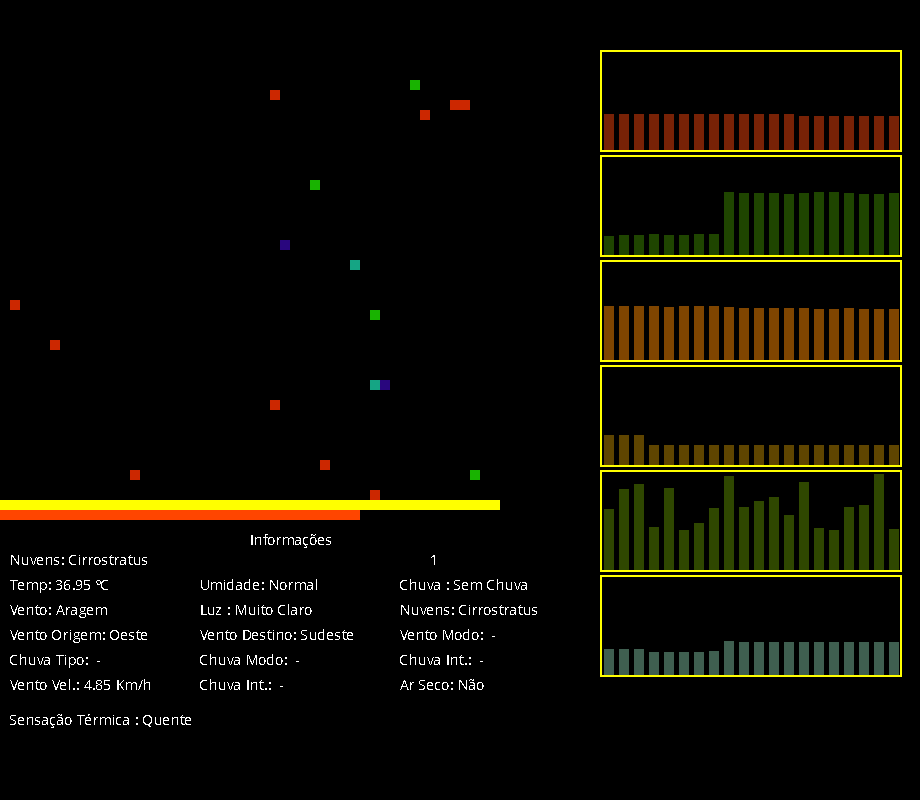 Informações
Nuvens: Cirrostratus 1
Temp: 36.95 ºC Umidade: Normal Chuva : Sem Chuva
Vento: Aragem Luz : Muito Claro Nuvens: Cirrostratus
Vento Origem: Oeste Vento Destino: Sudeste Vento Modo: -
Chuva Tipo: - Chuva Modo: - Chuva Int.: -
Vento Vel.: 4.85 Km/h Chuva Int.: - Ar Seco: Não
Sensação Térmica : Quente